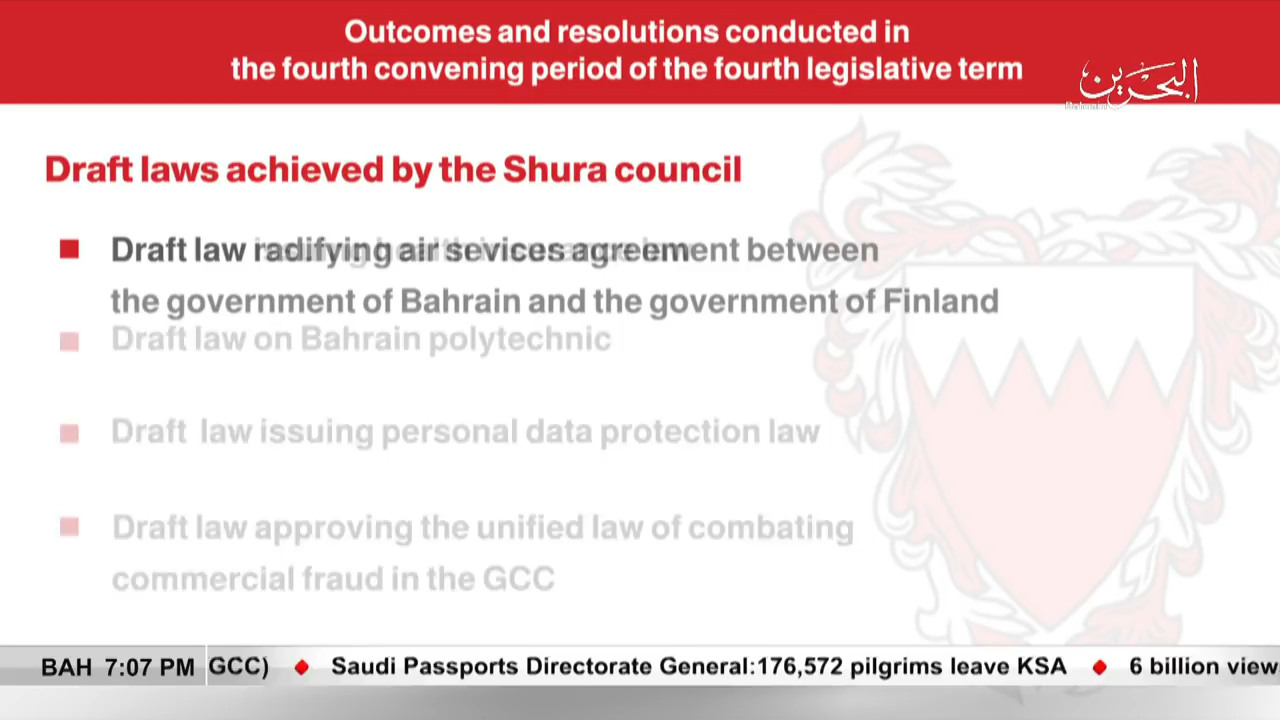 Outcomes and resolutions conducted in
the fourth convening period of the fourth legislative term
البحرين
Draft laws achieved by the Shura council
Draft law radifying air sevices agreement between
the government of Bahrain and the government of Finland
Draft law on Bahrain polytechnic
Draft law issuing personal data protection law
Draft law approving the unified law of combating
commercial fraud in the GCC
BAH 7:07 PM GCC) Saudi Passports Directorate General:176,572 pilgrims leave KSA 6 billion view